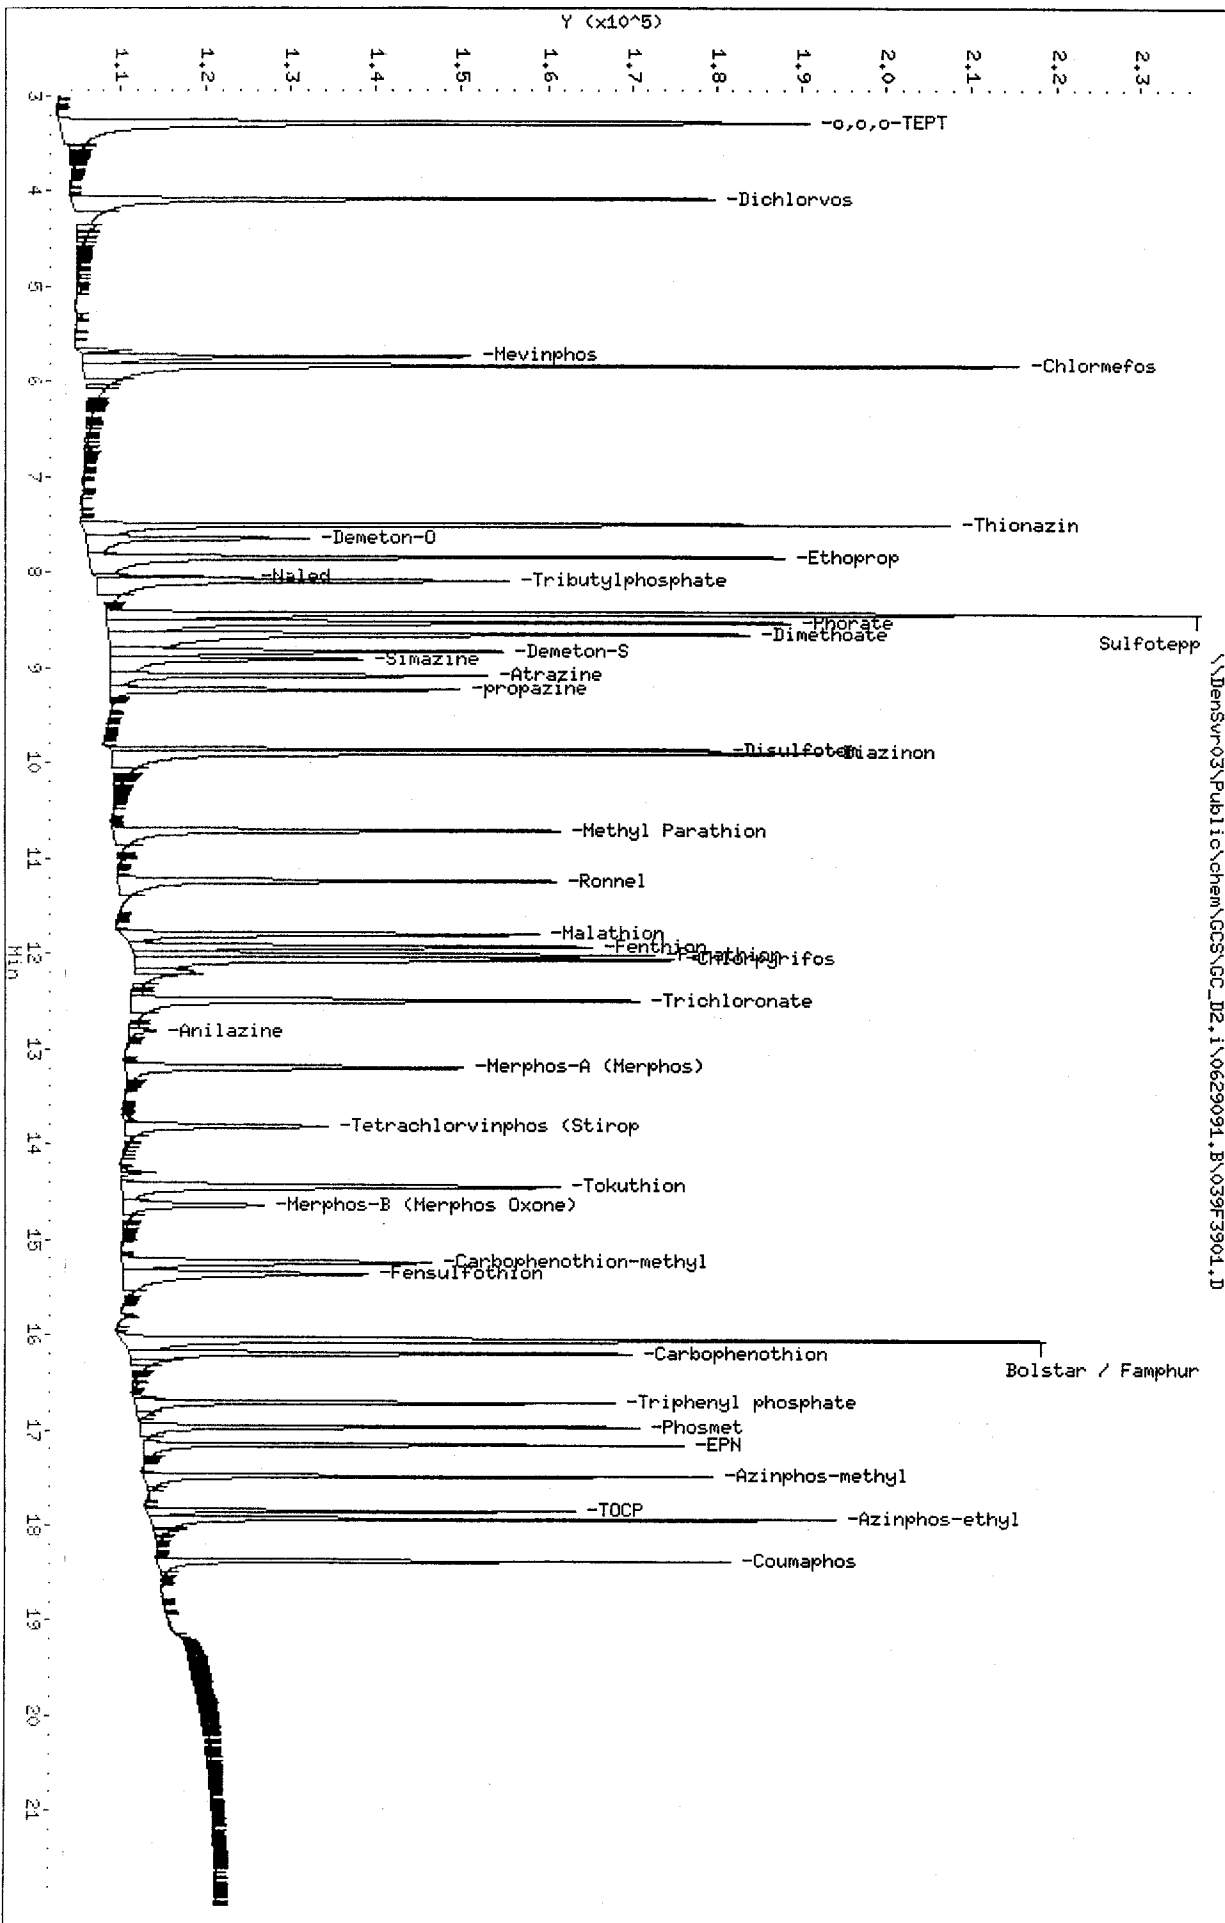 Y (x10^5)
1.1
1.2
1.3
1.4
1.5
1.6
1.7
1.8
1.9
2.0
2.1
2.2
2.3
3
4
5
6
7
8
9
10
11
12
13
14
15
16
17
18
19
20
21
Min
-o,o,o-TEPT
-Dichlorvos
-Mevinphos
-Chlormefos
-Thionazin
-Demeton-O
-Ethoprop
-Naled
-Tributylphosphate
Sulfotepp
-Phorate
-Dimethoate
-Demeton-S
-Simazine
-Atrazine
-propazine
-Disulfoton
-Diazinon
-Methyl Parathion
-Ronnel
-Malathion
-Fenthion
-Parathion
-Chlorpyrifos
-Trichloronate
-Anilazine
-Merphos-A (Merphos)
-Tetrachlorvinphos (Stirop
-Tokuthion
-Merphos-B (Merphos Oxone)
-Carbophenothion-methyl
-Fensulfothion
Bolstar / Famphur
-Carbophenothion
-Triphenyl phosphate
-Phosmet
-EPN
-Azinphos-methyl
-TOCP
-Azinphos-ethyl
-Coumaphos
\\DenSvr03\Public\chem\GCS\GC_D2.i\0629091.B\039F3901.D